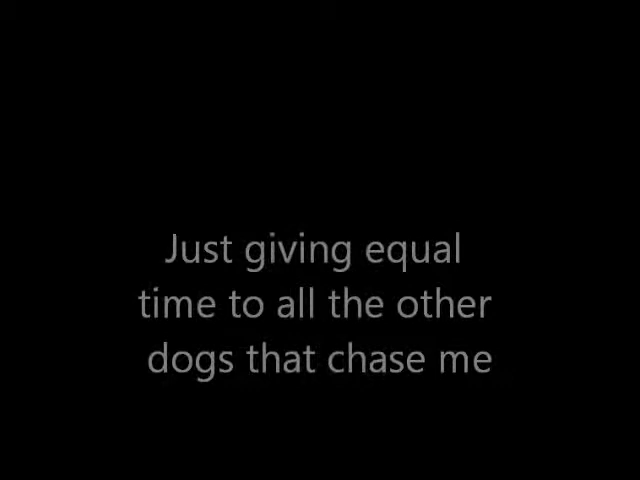 Just giving equal
time to all the other
dogs that chase me